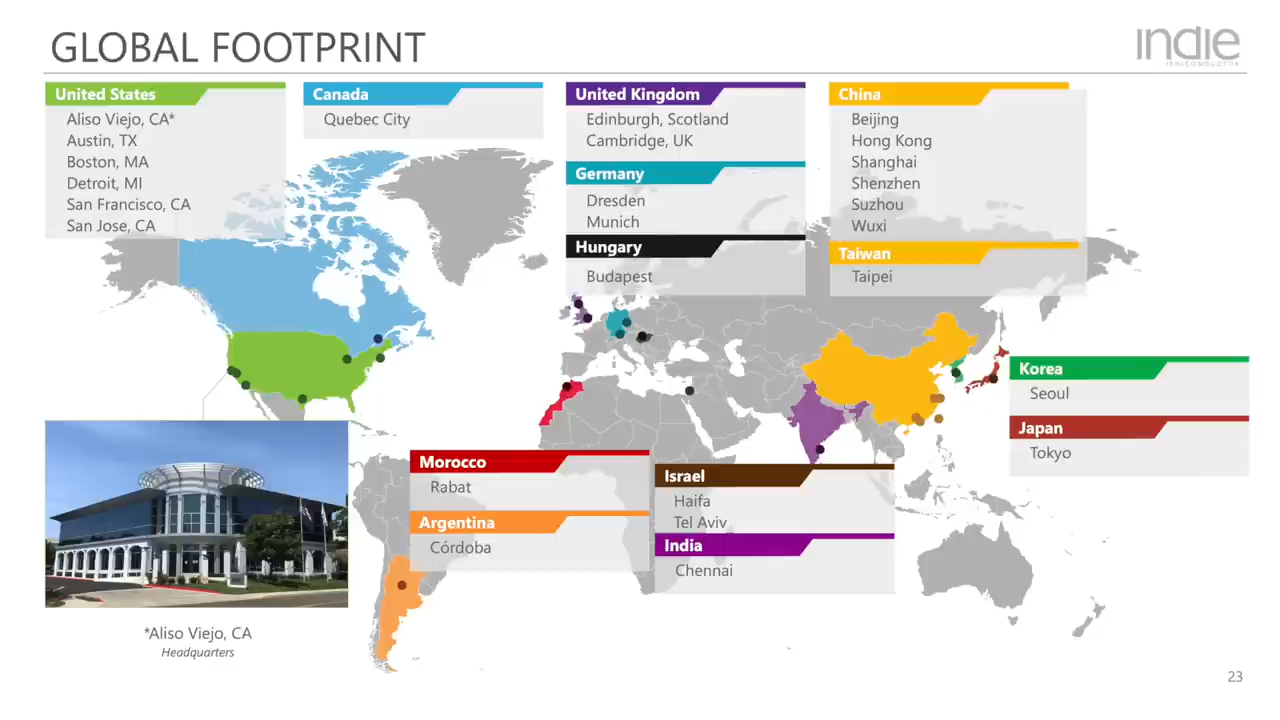 GLOBAL FOOTPRINT
indie
SEMICONDUCTOR
United States
Aliso Viejo, CA*
Austin, TX
Boston, MA
Detroit, MI
San Francisco, CA
San Jose, CA
Canada
Quebec City
United Kingdom
Edinburgh, Scotland
Cambridge, UK
Germany
Dresden
Munich
Hungary
Budapest
China
Beijing
Hong Kong
Shanghai
Shenzhen
Suzhou
Wuxi
Taiwan
Taipei
Korea
Seoul
Japan
Tokyo
Morocco
Rabat
Argentina
Córdoba
Israel
Haifa
Tel Aviv
India
Chennai
*Aliso Viejo, CA
Headquarters
23